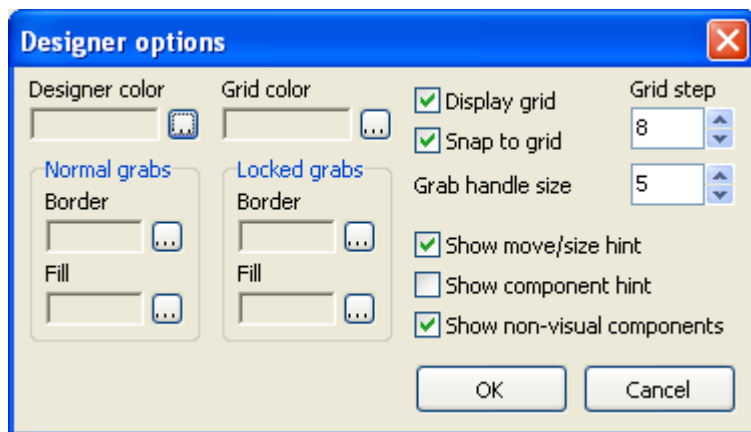 Designer options
Designer color
...
Grid color
...
Display grid
Snap to grid
Grid step
8
Grab handle size
5
Normal grabs
Border
...
Fill
...
Locked grabs
Border
...
Fill
...
Show move/size hint
Show component hint
Show non-visual components
OK
Cancel